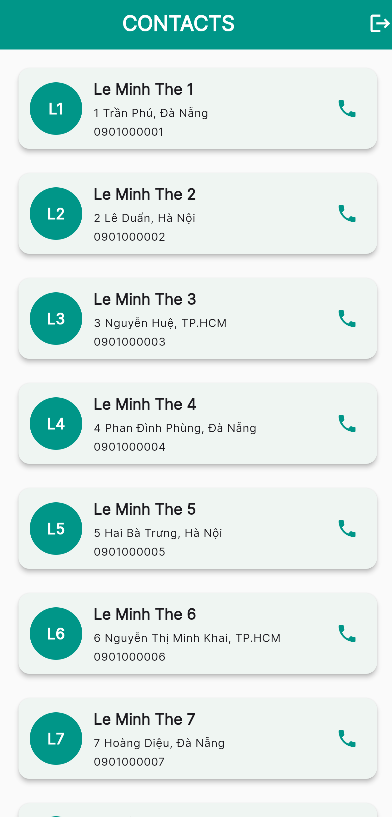 CONTACTS
L1
Le Minh The 1
1 Trần Phú, Đà Nẵng
0901000001
L2
Le Minh The 2
2 Lê Duẩn, Hà Nội
0901000002
L3
Le Minh The 3
3 Nguyễn Huệ, TP.HCM
0901000003
L4
Le Minh The 4
4 Phan Đình Phùng, Đà Nẵng
0901000004
L5
Le Minh The 5
5 Hai Bà Trưng, Hà Nội
0901000005
L6
Le Minh The 6
6 Nguyễn Thị Minh Khai, TP.HCM
0901000006
L7
Le Minh The 7
7 Hoàng Diệu, Đà Nẵng
0901000007